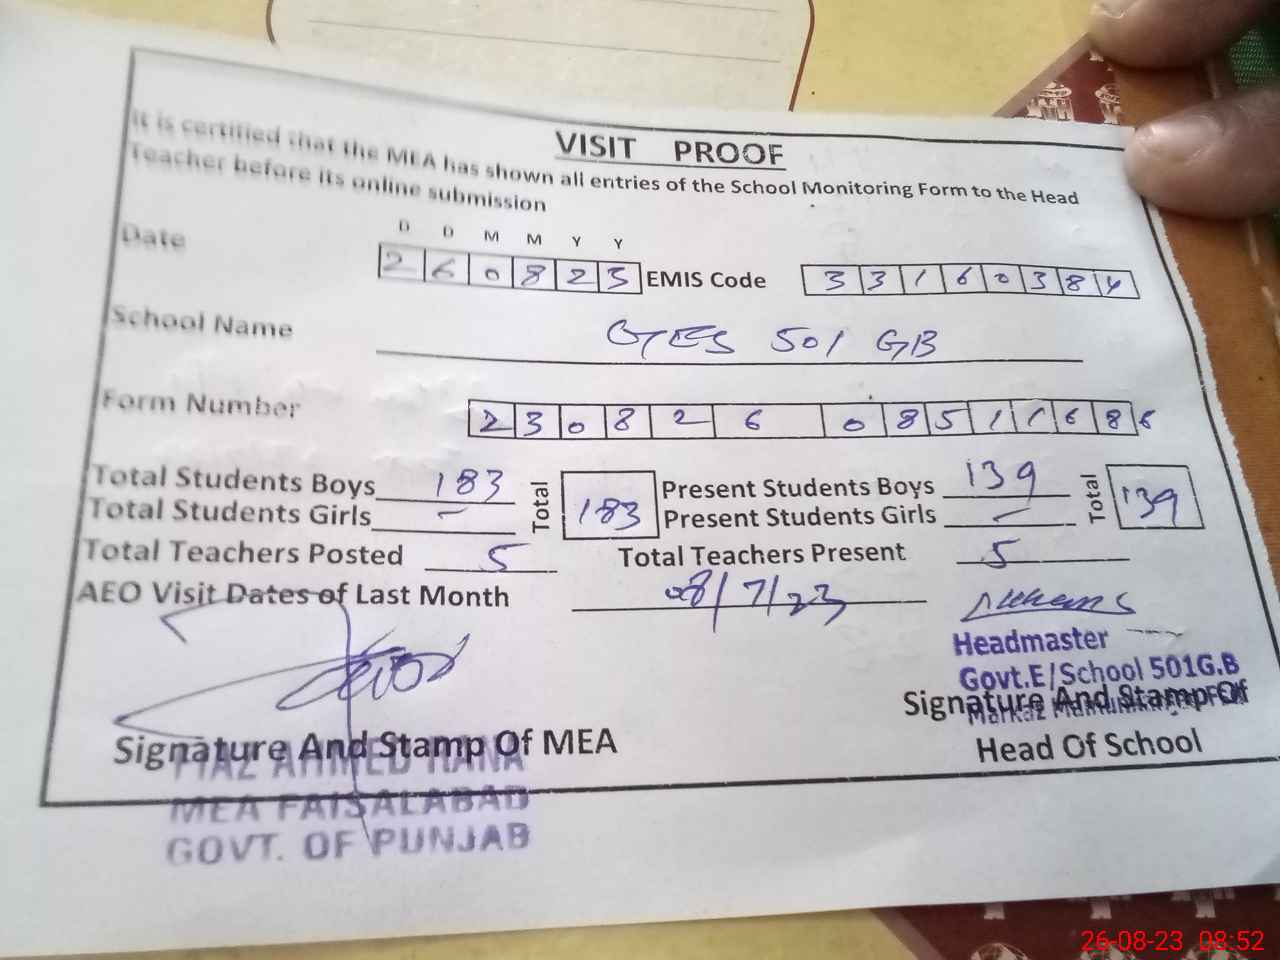 VISIT PROOF
It is certified that the MEA has shown all entries of the School Monitoring Form to the Head
Teacher before its online submission
D D M M Y Y
Date 2 6 0 8 2 3 EMIS Code 3 3 1 6 0 3 8 4
School Name GES 501 GB
Form Number 2 3 0 8 2 6 0 8 5 1 1 6 8 6
Total Students Boys 183 Total 183 Present Students Boys 139 Total 139
Total Students Girls - Present Students Girls -
Total Teachers Posted 5 Total Teachers Present 5
AEO Visit Dates of Last Month 08/7/23
Headmaster
Govt.E/School 501G.B
Signature And Stamp Of
Markaz
Head Of School
Signature And Stamp Of MEA
AHMED RANA
MEA FAISALABAD
GOVT. OF PUNJAB
26-08-23 08:52